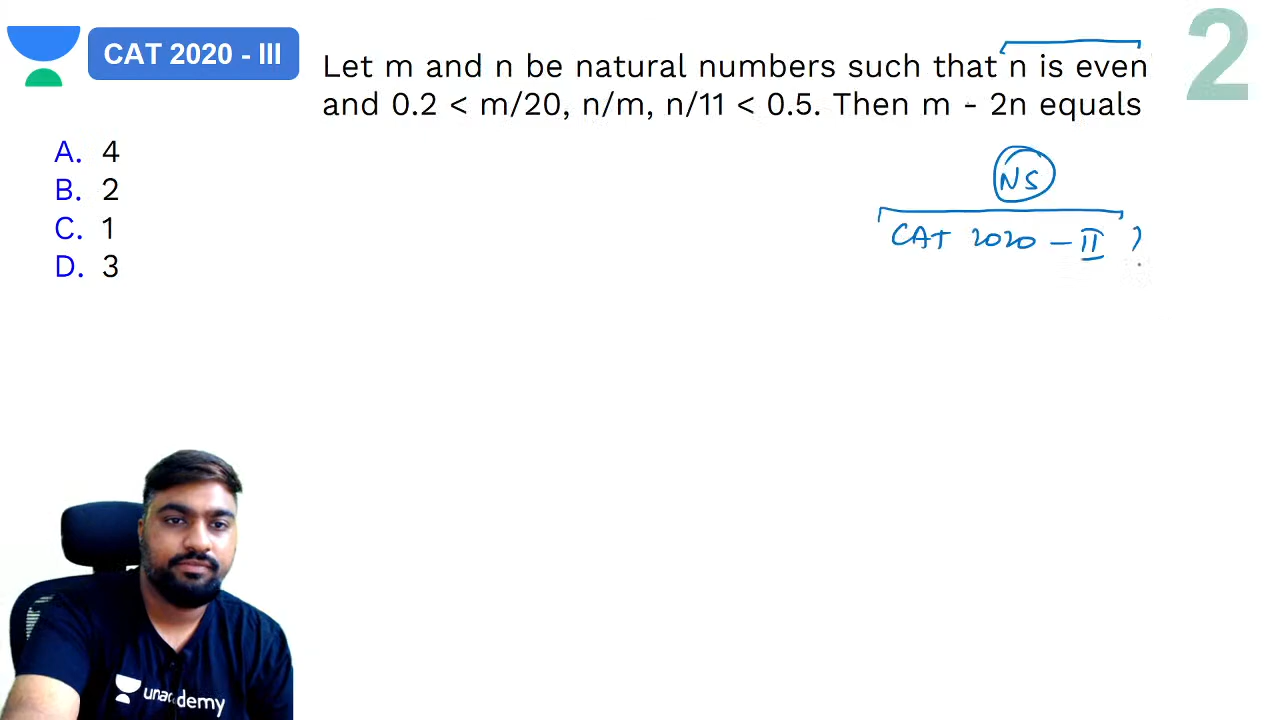 CAT 2020 - III
2
Let m and n be natural numbers such that n is even
and 0.2 < m/20, n/m, n/11 < 0.5. Then m - 2n equals
A. 4
B. 2
C. 1
D. 3
NS
CAT 2020 - II
unacademy